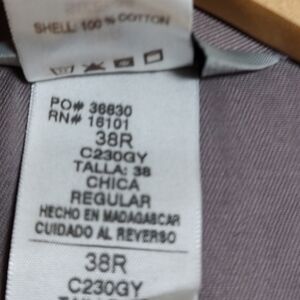 SHELL: 100 % COTTON
PO# 36630
RN# 16101
38R
C230GY
TALLA: 38
CHICA
REGULAR
HECHO EN MADAGASCAR
CUIDADO AL REVERSO
38R
C230GY